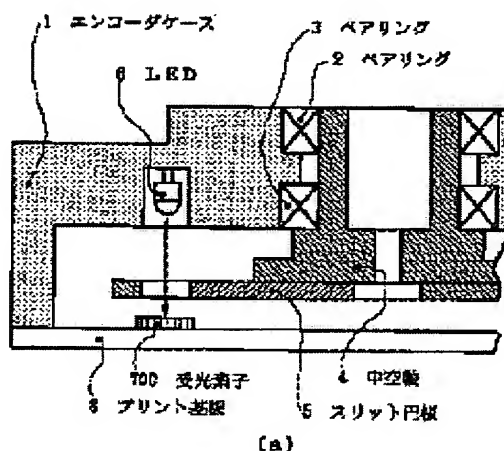 1 エンコーダケース
3 ベアリング
2 ベアリング
6 LED
700 受光素子
8 プリント基板
4 中空軸
5 スリット円板
(a)